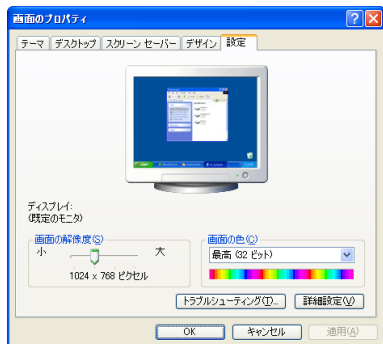 画面のプロパティ
テーマ デスクトップ スクリーン セーバー デザイン 設定
ディスプレイ:
(既定のモニタ)
画面の解像度(S)
小 大
1024 x 768 ピクセル
画面の色(C)
最高 (32 ビット)
トラブルシューティング(T)... 詳細設定(V)
OK キャンセル 適用(A)